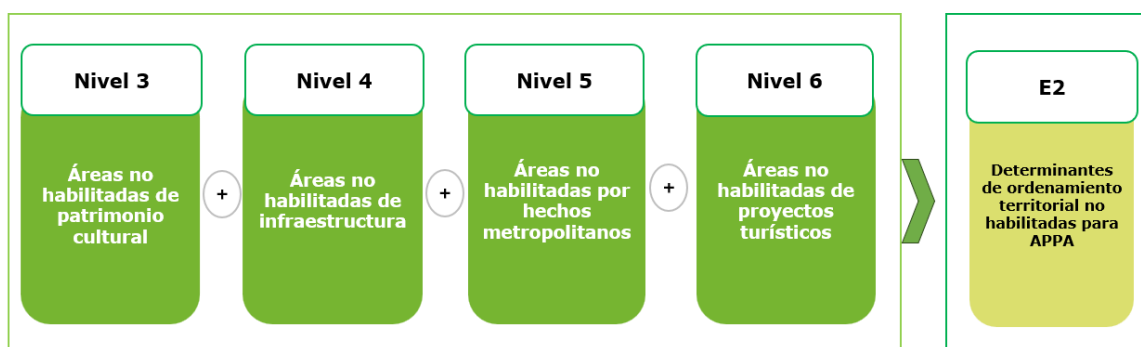 Nivel 3
Áreas no
habilitadas de
patrimonio
cultural
+
Nivel 4
Áreas no
habilitadas de
infraestructura
+
Nivel 5
Áreas no
habilitadas por
hechos
metropolitanos
+
Nivel 6
Áreas no
habilitadas de
proyectos
turísticos
E2
Determinantes
de ordenamiento
territorial no
habilitadas para
APPA